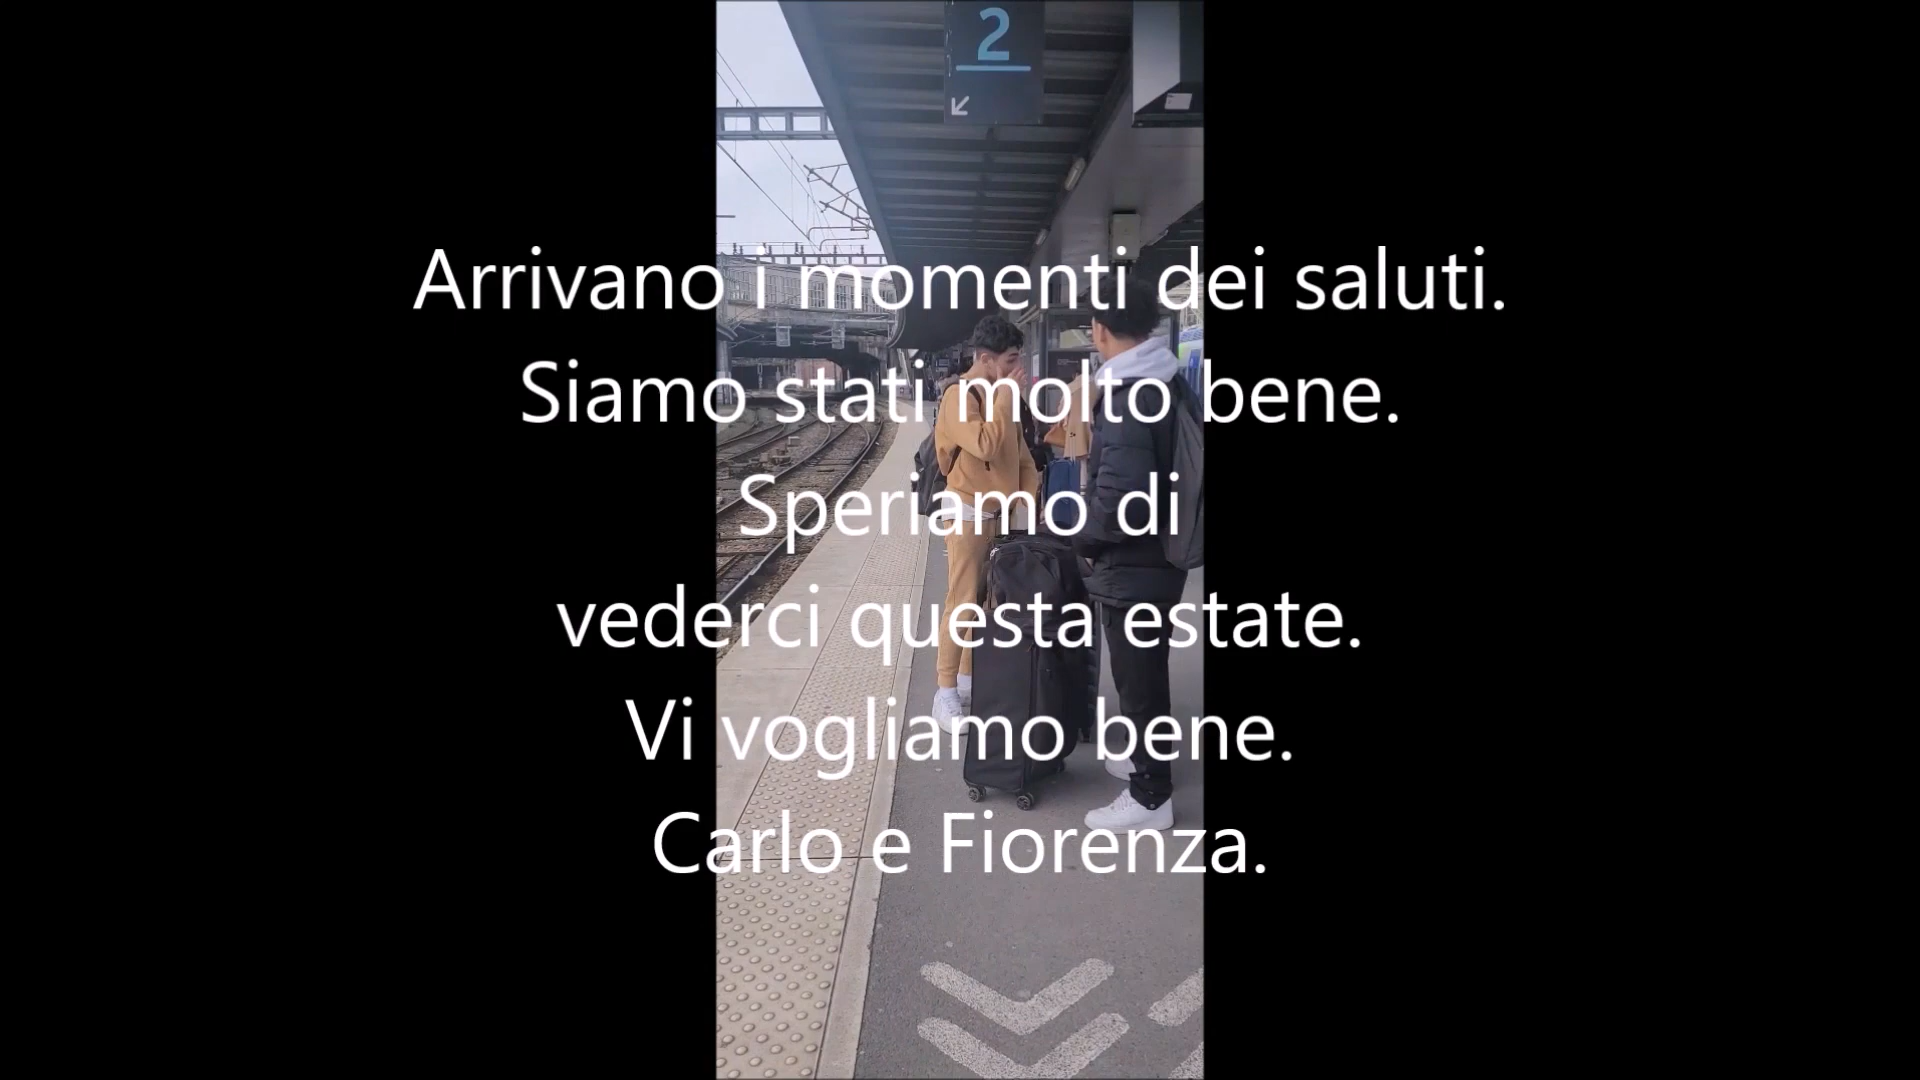 2
Arrivano i momenti dei saluti.
Siamo stati molto bene.
Speriamo di
vederci questa estate.
Vi vogliamo bene.
Carlo e Fiorenza.